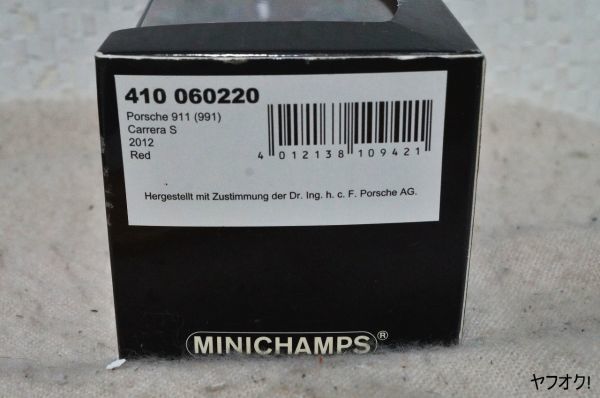 410 060220
Porsche 911 (991)
Carrera S
2012
Red
4 012138 109421
Hergestellt mit Zustimmung der Dr. Ing. h. c. F. Porsche AG.
MINICHAMPS®
ヤフオク!